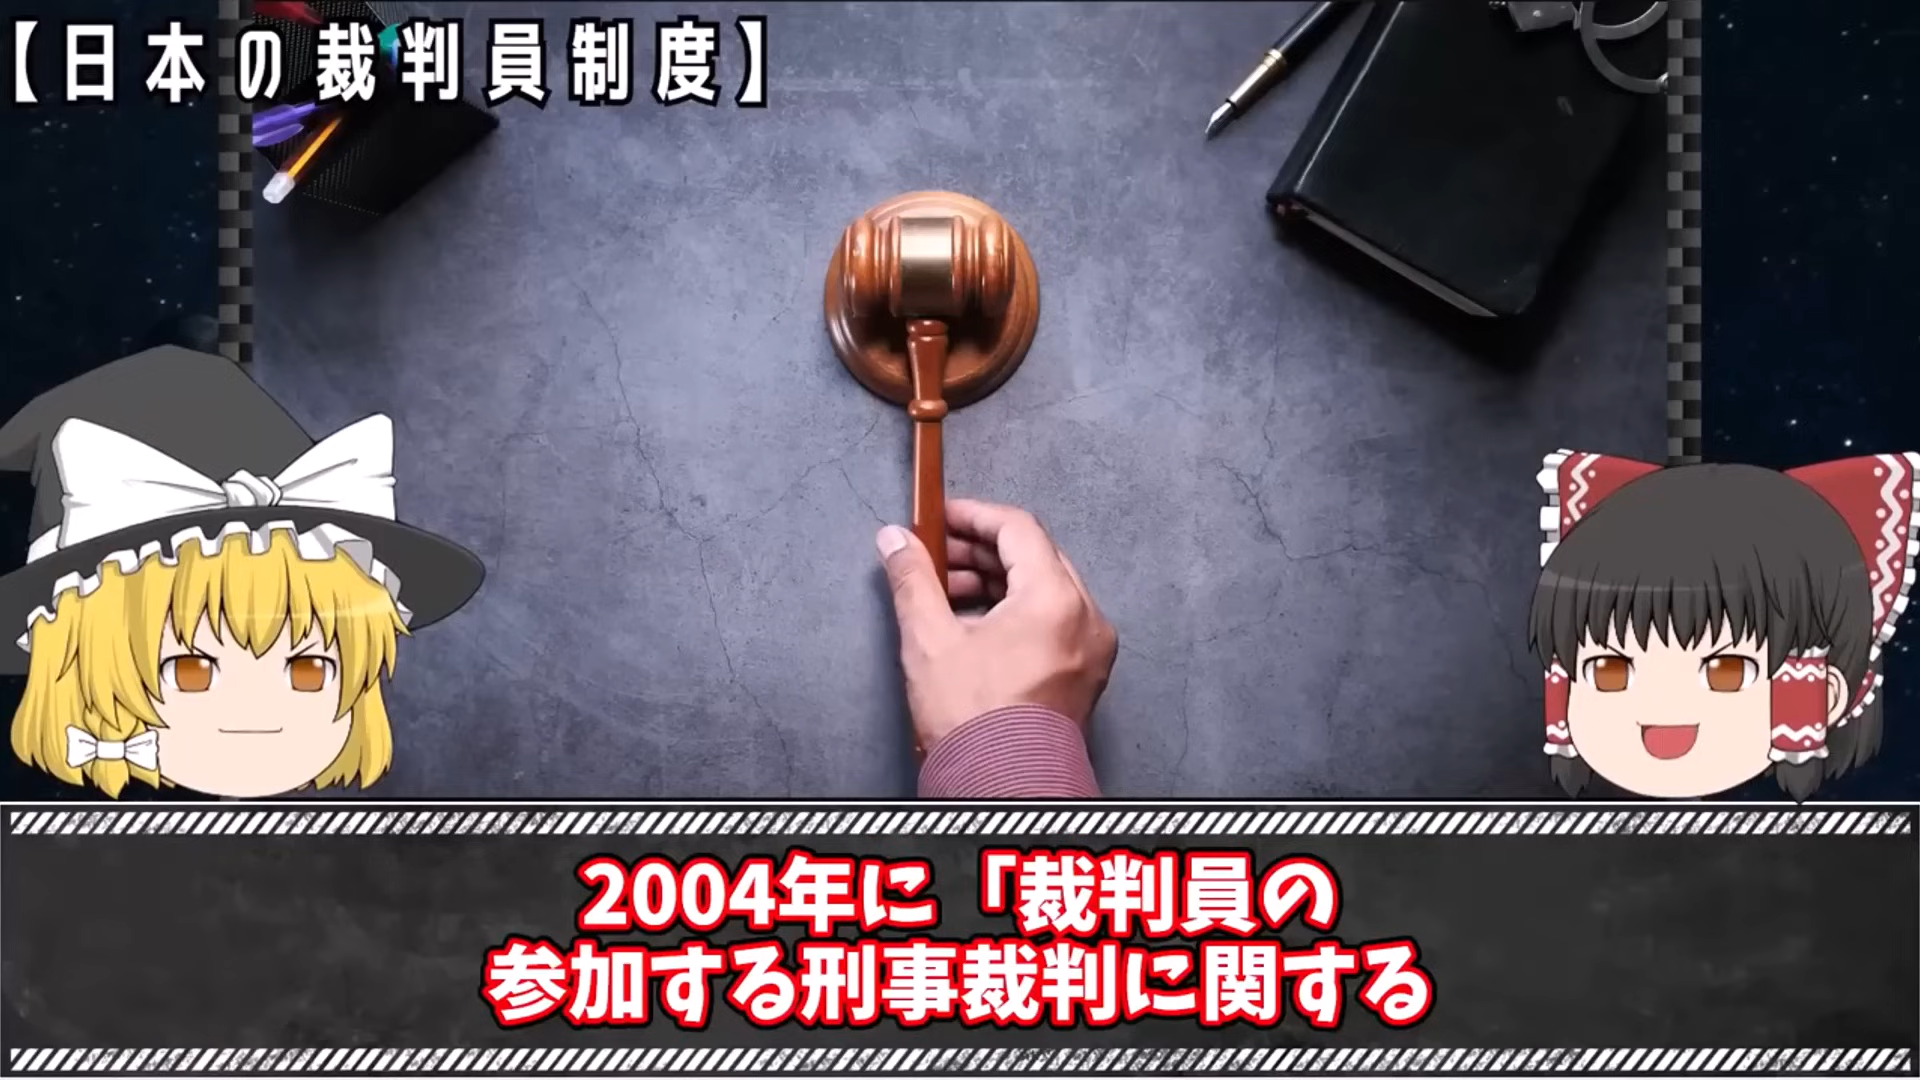 【日本の裁判員制度】
2004年に「裁判員の
参加する刑事裁判に関する